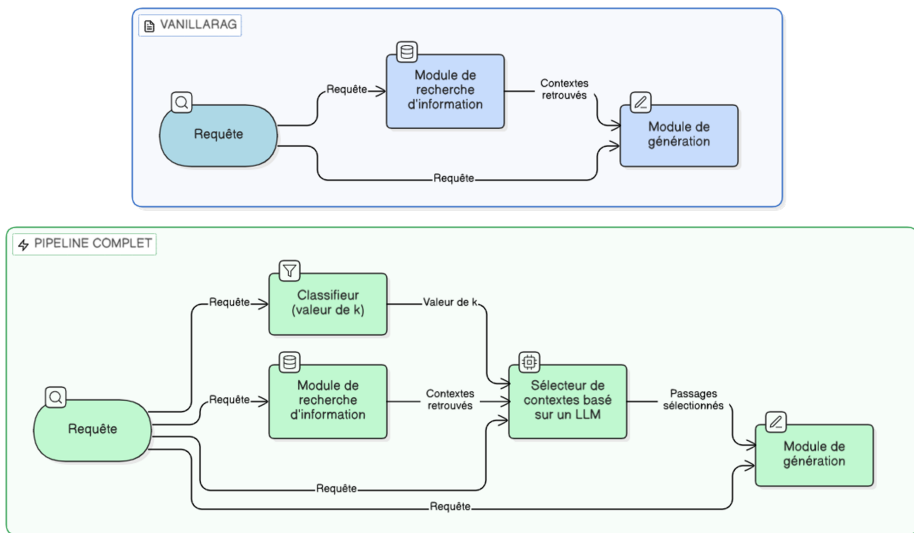 VANILLARAG
Requête
Requête
Module de
recherche
d'information
Contextes
retrouvés
Module de
génération
Requête
PIPELINE COMPLET
Requête
Requête
Classifieur
(valeur de k)
Valeur de k
Requête
Module de
recherche
d'information
Contextes
retrouvés
Sélecteur de
contextes basé
sur un LLM
Passages
sélectionnés
Module de
génération
Requête
Requête